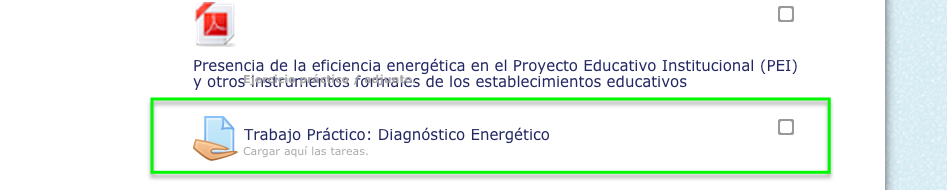 Presencia de la eficiencia energética en el Proyecto Educativo Institucional (PEI)
y otros instrumentos formales de los establecimientos educativos
Trabajo Práctico: Diagnóstico Energético
Cargar aquí las tareas.